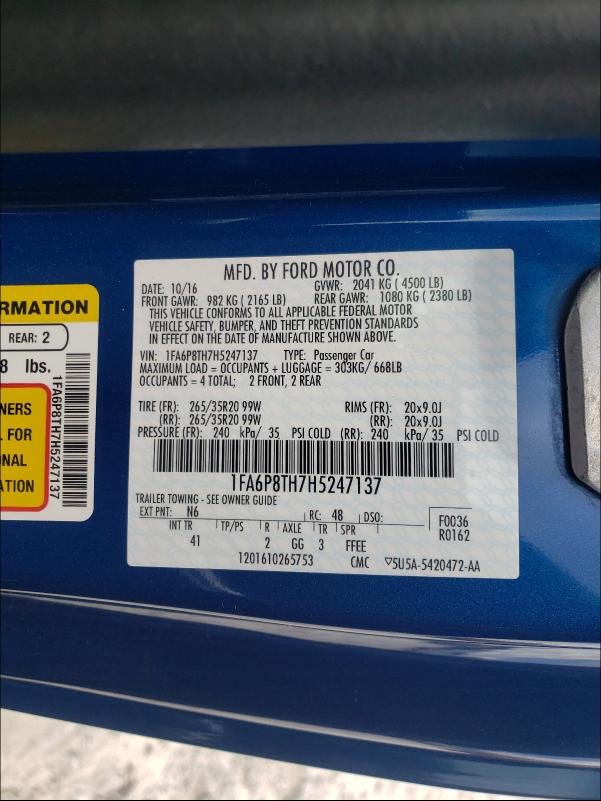 MFD. BY FORD MOTOR CO.
DATE: 10/16 GVWR: 2041 KG ( 4500 LB)
FRONT GAWR: 982 KG ( 2165 LB) REAR GAWR: 1080 KG ( 2380 LB)
THIS VEHICLE CONFORMS TO ALL APPLICABLE FEDERAL MOTOR
VEHICLE SAFETY, BUMPER, AND THEFT PREVENTION STANDARDS
IN EFFECT ON THE DATE OF MANUFACTURE SHOWN ABOVE.
VIN: 1FA6P8TH7H5247137 TYPE: Passenger Car
MAXIMUM LOAD = OCCUPANTS + LUGGAGE = 303KG/ 668LB
OCCUPANTS = 4 TOTAL; 2 FRONT, 2 REAR
TIRE (FR): 265/35R20 99W RIMS (FR): 20x9.0J
(RR): 265/35R20 99W (RR): 20x9.0J
PRESSURE (FR): 240 kPa/ 35 PSI COLD (RR): 240 kPa/ 35 PSI COLD
1FA6P8TH7H5247137
TRAILER TOWING - SEE OWNER GUIDE
EXT PNT: N6 RC: 48 DSO: F0036
INT TR TP/PS R AXLE TR SPR R0162
41 2 GG 3 FFEE
1201610265753 CMC ▽5U5A-5420472-AA
ORMATION
REAR: 2
8 lbs.
NERS
L FOR
ONAL
ATION
1FA6P8TH7H5247137